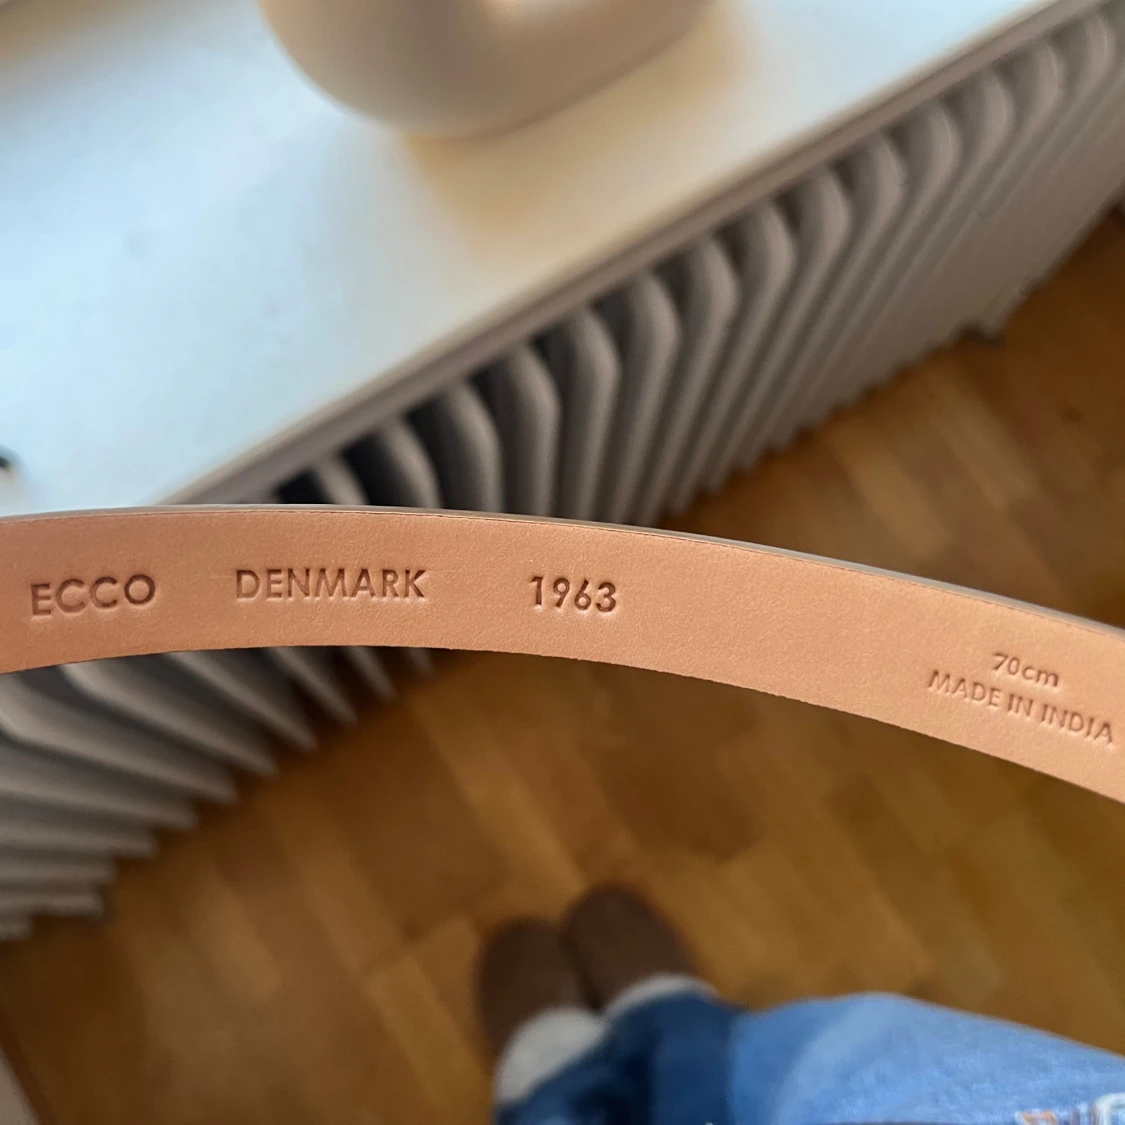 ECCO DENMARK 1963
70cm
MADE IN INDIA